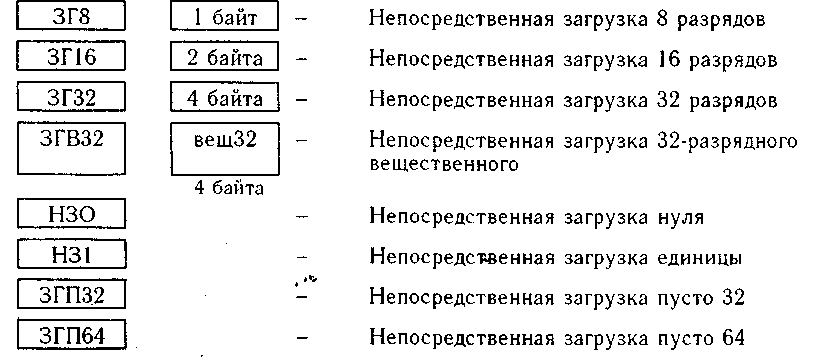 ЗГ8 1 байт – Непосредственная загрузка 8 разрядов
ЗГ16 2 байта – Непосредственная загрузка 16 разрядов
ЗГ32 4 байта – Непосредственная загрузка 32 разрядов
ЗГВ32 вещ32 – Непосредственная загрузка 32-разрядного
вещественного
4 байта
НЗО – Непосредственная загрузка нуля
НЗ1 – Непосредственная загрузка единицы
ЗГП32 – Непосредственная загрузка пусто 32
ЗГП64 – Непосредственная загрузка пусто 64